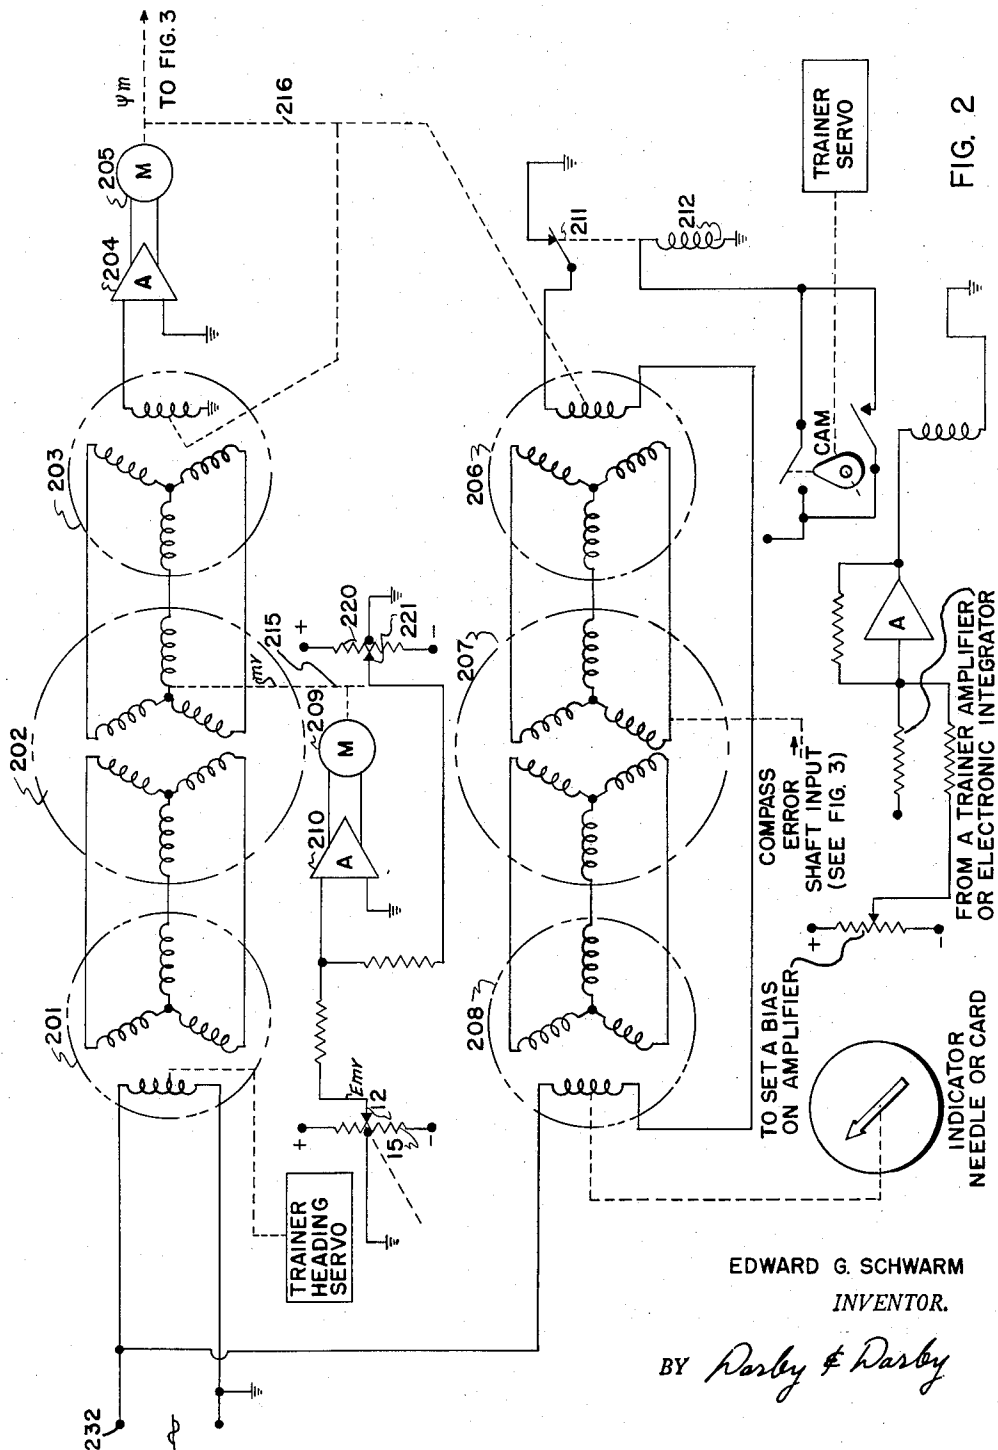 ψm
TO FIG. 3
216
205
M
204
A
203
202
201
215
δmv
220
221
+
-
209
M
210
A
Emv
12
15
+
-
TRAINER
HEADING
SERVO
232
206
207
208
211
212
TRAINER
SERVO
CAM
FIG. 2
COMPASS
ERROR
SHAFT INPUT
(SEE FIG. 3)
A
FROM A TRAINER AMPLIFIER
OR ELECTRONIC INTEGRATOR
+
-
TO SET A BIAS
ON AMPLIFIER
INDICATOR
NEEDLE OR CARD
EDWARD G. SCHWARM
INVENTOR.
BY Darby & Darby